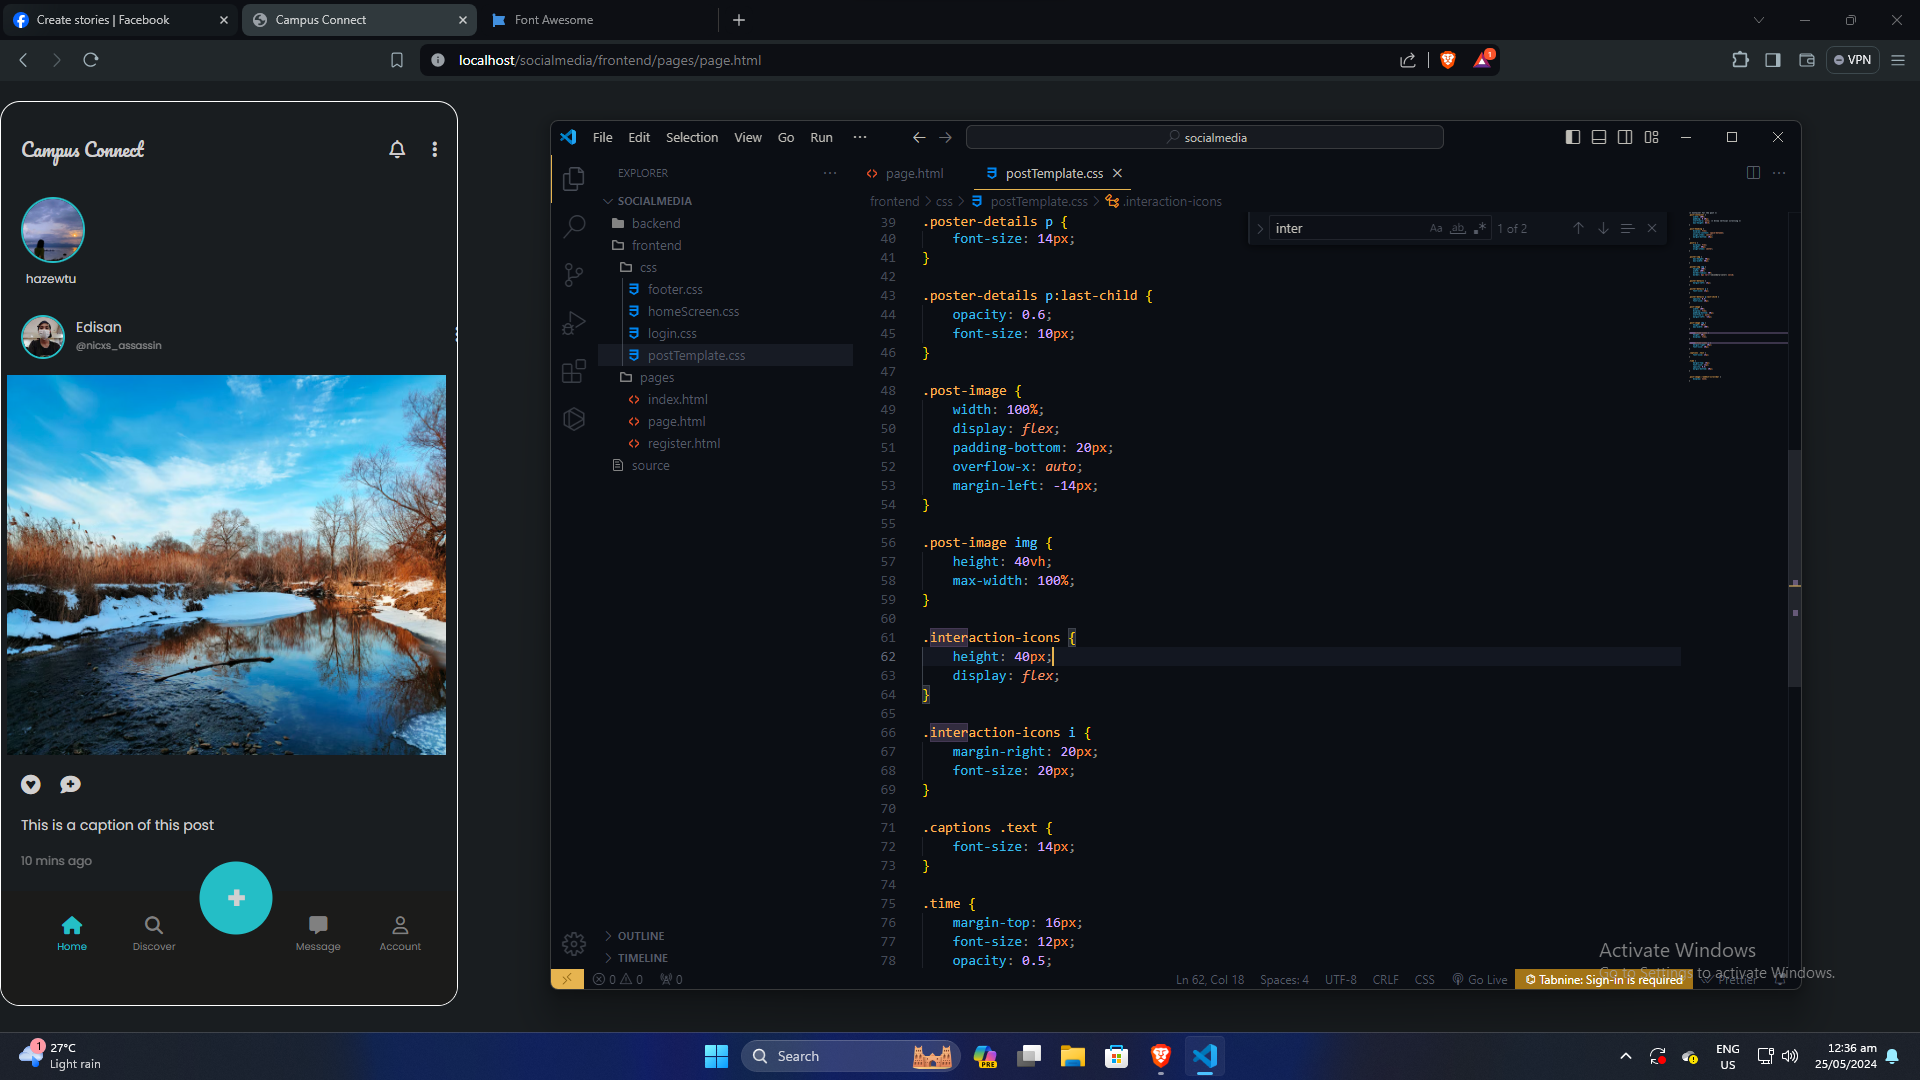 Create stories | Facebook
Campus Connect
Font Awesome
localhost/socialmedia/frontend/pages/page.html
1
VPN
Campus Connect
hazewtu
Edisan
@nicxs_assassin
This is a caption of this post
10 mins ago
Home
Discover
Message
Account
File Edit Selection View Go Run
socialmedia
EXPLORER
SOCIALMEDIA
backend
frontend
css
footer.css
homeScreen.css
login.css
postTemplate.css
pages
index.html
page.html
register.html
source
OUTLINE
TIMELINE
page.html
postTemplate.css
frontend > css > postTemplate.css > .interaction-icons
inter
Aa ab 1 of 2
39 .poster-details p {
40 font-size: 14px;
41 }
42
43 .poster-details p:last-child {
44 opacity: 0.6;
45 font-size: 10px;
46 }
47
48 .post-image {
49 width: 100%;
50 display: flex;
51 padding-bottom: 20px;
52 overflow-x: auto;
53 margin-left: -14px;
54 }
55
56 .post-image img {
57 height: 40vh;
58 max-width: 100%;
59 }
60
61 .interaction-icons {
62 height: 40px;
63 display: flex;
64 }
65
66 .interaction-icons i {
67 margin-right: 20px;
68 font-size: 20px;
69 }
70
71 .captions .text {
72 font-size: 14px;
73 }
74
75 .time {
76 margin-top: 16px;
77 font-size: 12px;
78 opacity: 0.5;
Activate Windows
Go to Settings to activate Windows.
0 0 0
Ln 62, Col 18 Spaces: 4 UTF-8 CRLF CSS Go Live Tabnine: Sign-in is required Prettier
1
27°C
Light rain
Search
PRE
ENG
US
12:36 am
25/05/2024